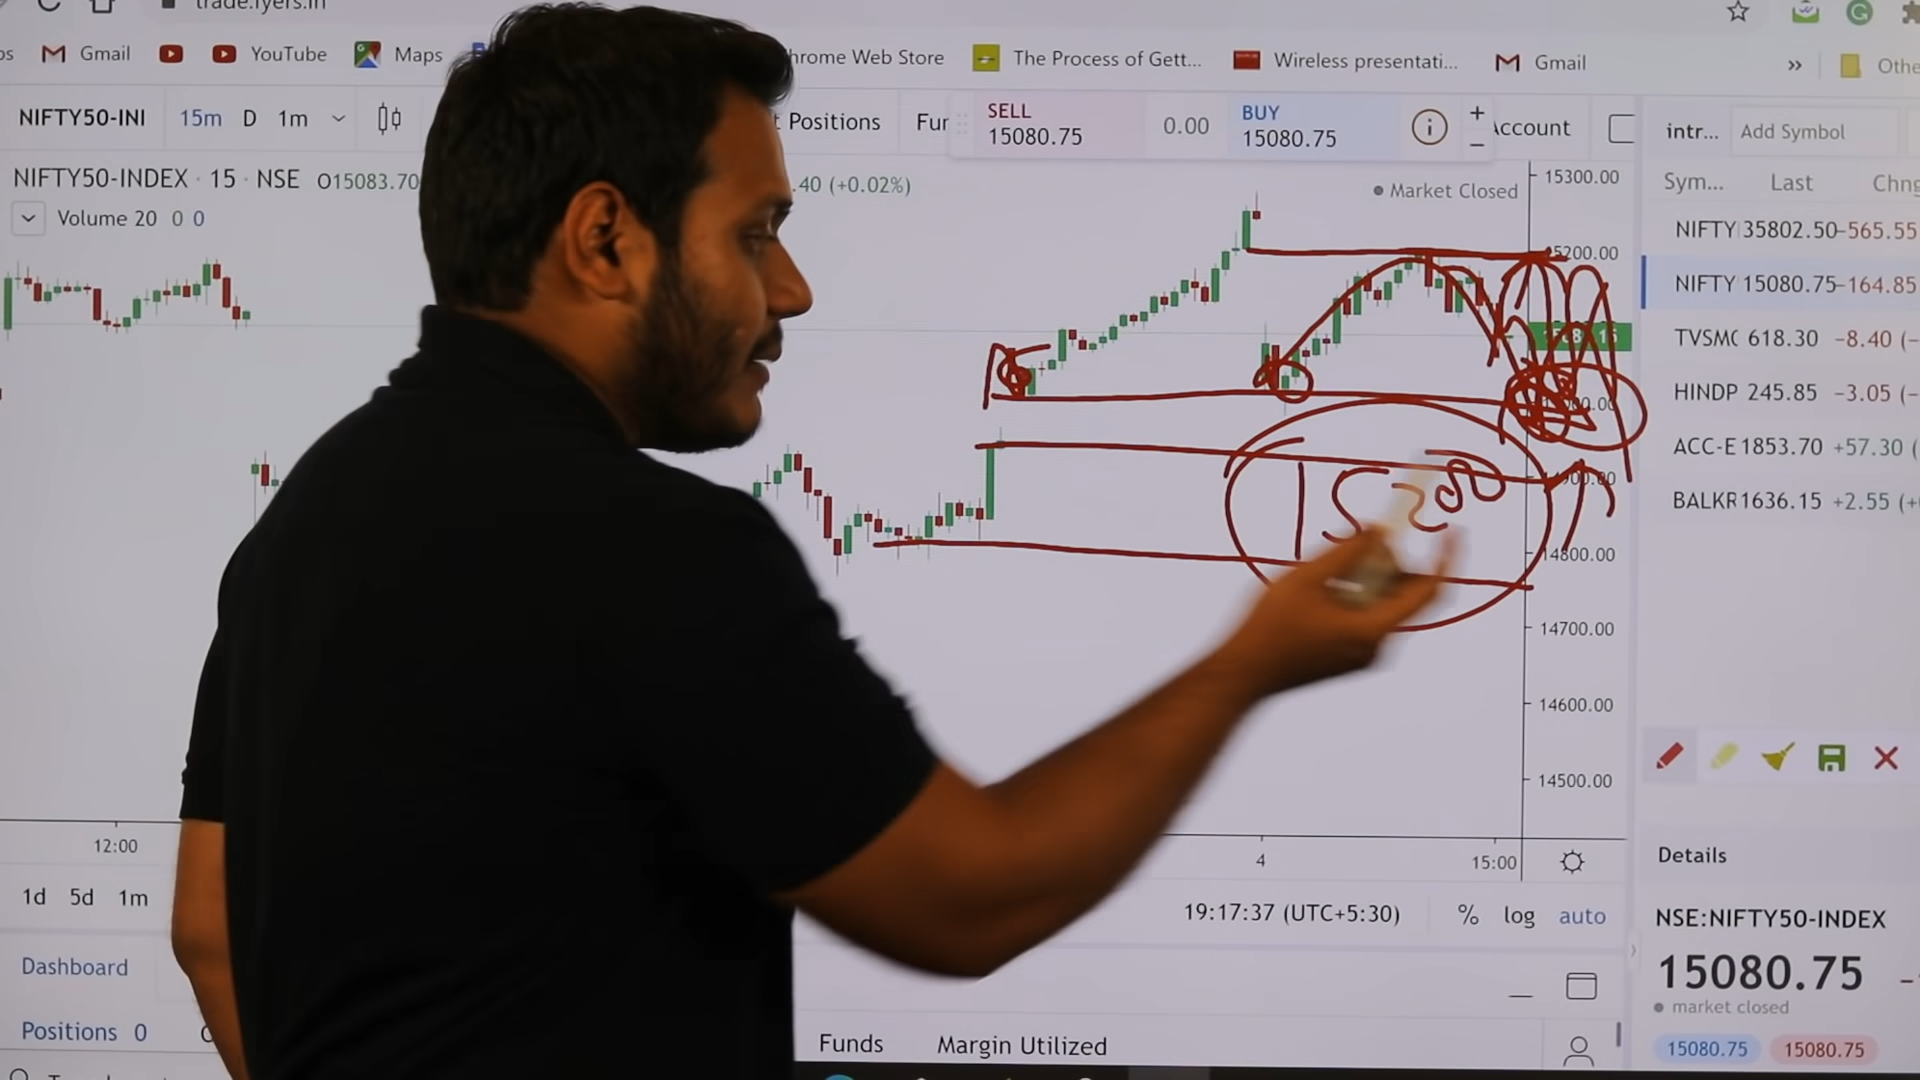 trade.fyers.in
Gmail YouTube Maps Chrome Web Store The Process of Gett... Wireless presentati... Gmail » Othe
NIFTY50-INI 15m D 1m Positions Fur SELL 15080.75 0.00 BUY 15080.75 + − Account intr... Add Symbol
NIFTY50-INDEX · 15 · NSE O15083.70 .40 (+0.02%) Market Closed
Volume 20 0 0
15300.00
15200.00
14800.00
14700.00
14600.00
14500.00
15200
Sym... Last Chng
NIFTY 35802.50 -565.55
NIFTY 15080.75 -164.85
TVSM 618.30 -8.40 (-
HINDP 245.85 -3.05 (-
ACC-E 1853.70 +57.30 (
BALKR 1636.15 +2.55 (+
12:00 4 15:00
1d 5d 1m 19:17:37 (UTC+5:30) % log auto
Dashboard
Positions 0
Funds Margin Utilized
Details
NSE:NIFTY50-INDEX
15080.75
market closed
15080.75 15080.75